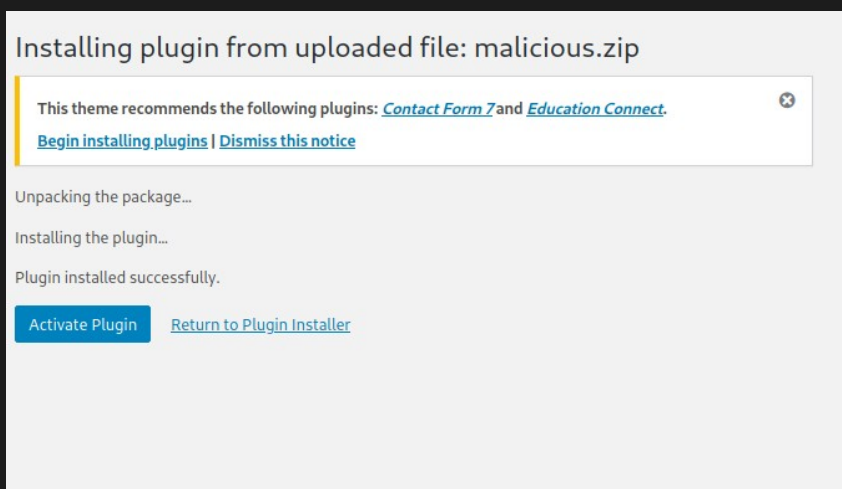 Installing plugin from uploaded file: malicious.zip
This theme recommends the following plugins: Contact Form 7 and Education Connect.
Begin installing plugins | Dismiss this notice
Unpacking the package…
Installing the plugin…
Plugin installed successfully.
Activate Plugin Return to Plugin Installer